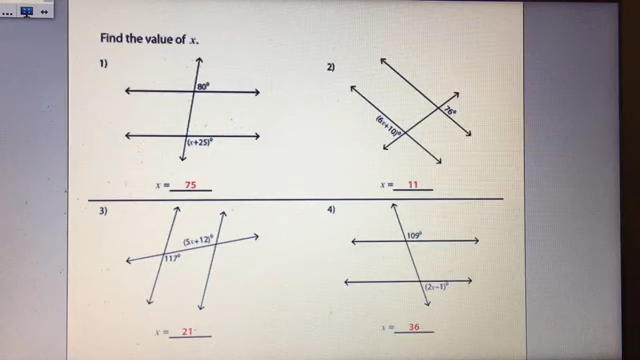 Find the value of x.
1)
80°
(x+25)°
x = 75
2)
76°
(6x+10)°
x = 11
3)
(5x+12)°
117°
x = 21
4)
109°
(2x−1)°
x = 36